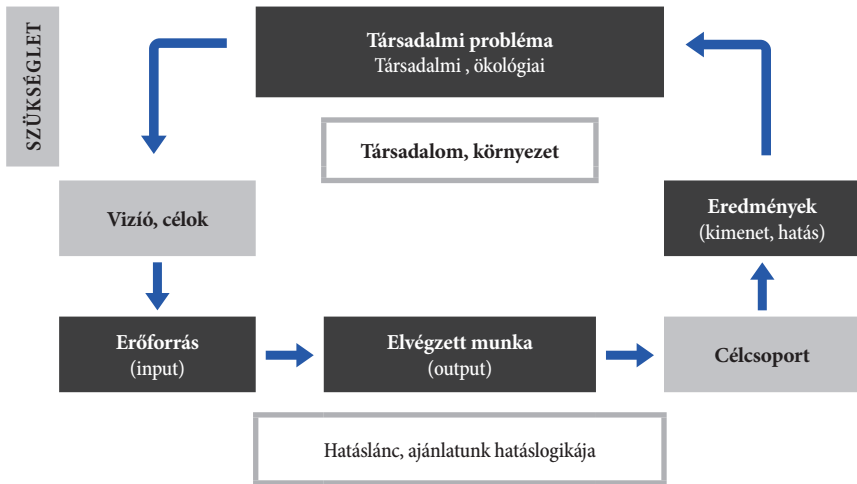 SZÜKSÉGLET
Társadalmi probléma
Társadalmi , ökológiai
Társadalom, környezet
Vizíó, célok
Eredmények
(kimenet, hatás)
Erőforrás
(input)
Elvégzett munka
(output)
Célcsoport
Hatáslánc, ajánlatunk hatáslogikája